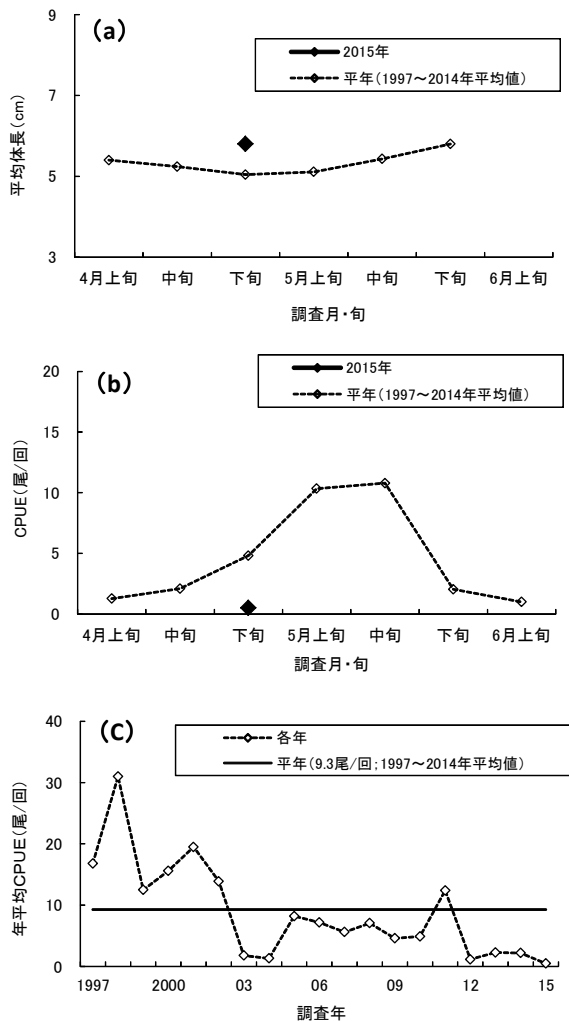 (a)
2015年
平年(1997～2014年平均値)
平均体長(cm)
9
7
5
3
4月上旬 中旬 下旬 5月上旬 中旬 下旬 6月上旬
調査月・旬
(b)
2015年
平年(1997～2014年平均値)
CPUE(尾/回)
20
15
10
5
0
4月上旬 中旬 下旬 5月上旬 中旬 下旬 6月上旬
調査月・旬
(C)
各年
平年(9.3尾/回;1997～2014年平均値)
年平均CPUE(尾/回)
40
30
20
10
0
1997 2000 03 06 09 12 15
調査年